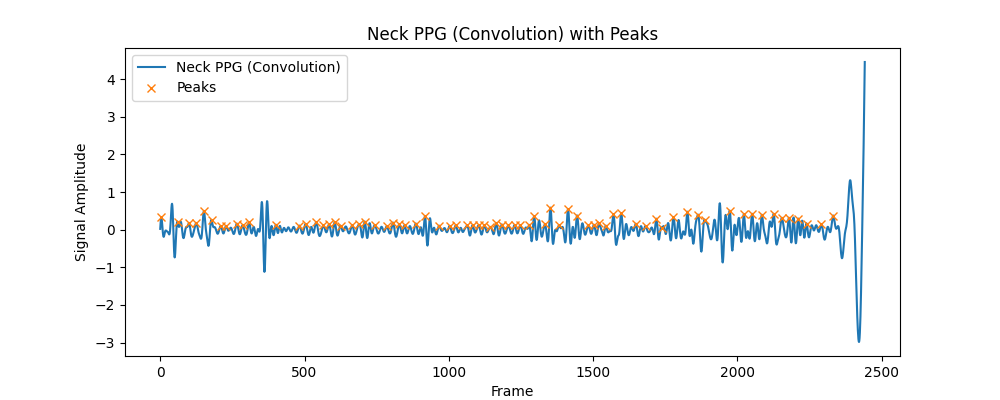 Neck PPG (Convolution) with Peaks
Neck PPG (Convolution)
Peaks
Signal Amplitude
4
3
2
1
0
−1
−2
−3
0 500 1000 1500 2000 2500
Frame